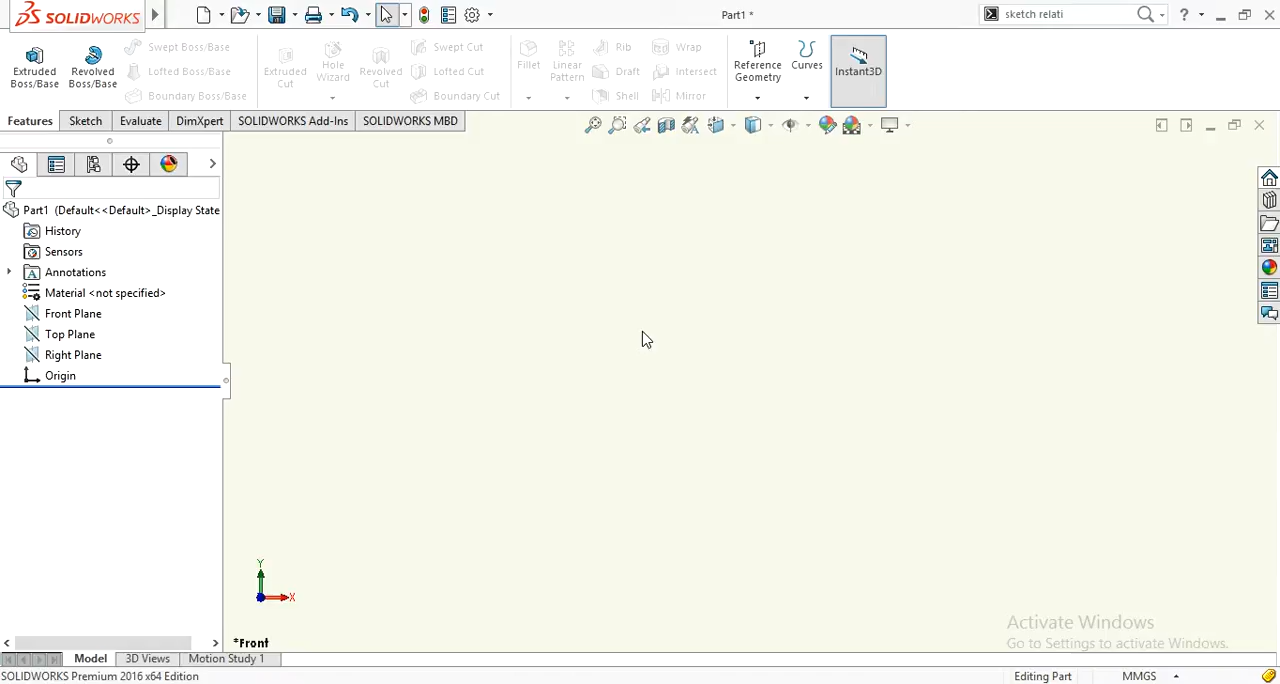 SOLIDWORKS
Part1 *
sketch relati
?
Extruded
Boss/Base
Revolved
Boss/Base
Swept Boss/Base
Lofted Boss/Base
Boundary Boss/Base
Extruded
Cut
Hole
Wizard
Revolved
Cut
Swept Cut
Lofted Cut
Boundary Cut
Fillet
Linear
Pattern
Rib
Draft
Shell
Wrap
Intersect
Mirror
Reference
Geometry
Curves
Instant3D
Features
Sketch
Evaluate
DimXpert
SOLIDWORKS Add-Ins
SOLIDWORKS MBD
Part1 (Default<<Default>_Display State
History
Sensors
Annotations
Material <not specified>
Front Plane
Top Plane
Right Plane
Origin
Y
X
*Front
Activate Windows
Go to Settings to activate Windows.
Model
3D Views
Motion Study 1
SOLIDWORKS Premium 2016 x64 Edition
Editing Part
MMGS